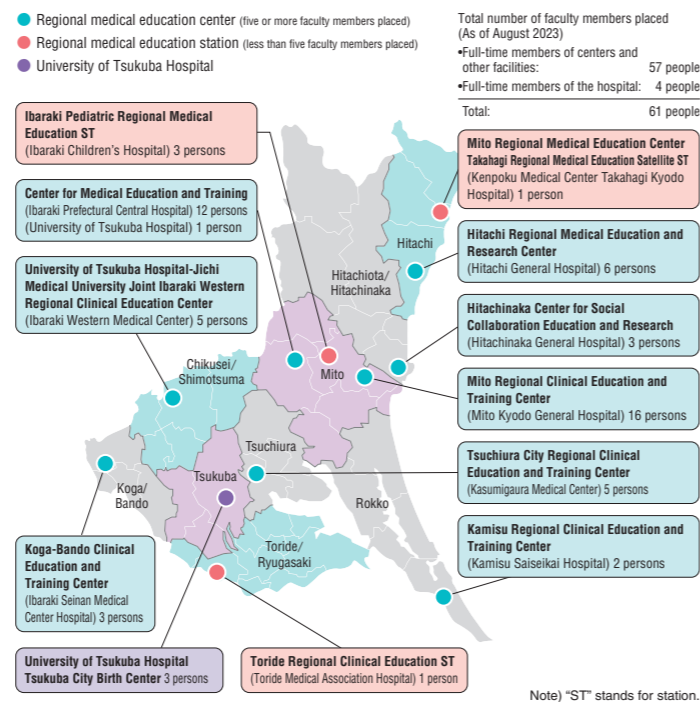 Regional medical education center (five or more faculty members placed)
Regional medical education station (less than five faculty members placed)
University of Tsukuba Hospital
Total number of faculty members placed
(As of August 2023)
•Full-time members of centers and
other facilities: 57 people
•Full-time members of the hospital: 4 people
Total: 61 people
Ibaraki Pediatric Regional Medical
Education ST
(Ibaraki Children's Hospital) 3 persons
Center for Medical Education and Training
(Ibaraki Prefectural Central Hospital) 12 persons
(University of Tsukuba Hospital) 1 person
University of Tsukuba Hospital-Jichi
Medical University Joint Ibaraki Western
Regional Clinical Education Center
(Ibaraki Western Medical Center) 5 persons
Mito Regional Medical Education Center
Takahagi Regional Medical Education Satellite ST
(Kenpoku Medical Center Takahagi Kyodo
Hospital) 1 person
Hitachi Regional Medical Education and
Research Center
(Hitachi General Hospital) 6 persons
Hitachinaka Center for Social
Collaboration Education and Research
(Hitachinaka General Hospital) 3 persons
Mito Regional Clinical Education and
Training Center
(Mito Kyodo General Hospital) 16 persons
Tsuchiura City Regional Clinical
Education and Training Center
(Kasumigaura Medical Center) 5 persons
Kamisu Regional Clinical Education and
Training Center
(Kamisu Saiseikai Hospital) 2 persons
Hitachi
Hitachiota/
Hitachinaka
Mito
Chikusei/
Shimotsuma
Tsuchiura
Tsukuba
Koga/
Bando
Rokko
Toride/
Ryugasaki
Koga-Bando Clinical
Education and
Training Center
(Ibaraki Seinan Medical
Center Hospital) 3 persons
University of Tsukuba Hospital
Tsukuba City Birth Center 3 persons
Toride Regional Clinical Education ST
(Toride Medical Association Hospital) 1 person
Note) “ST” stands for station.